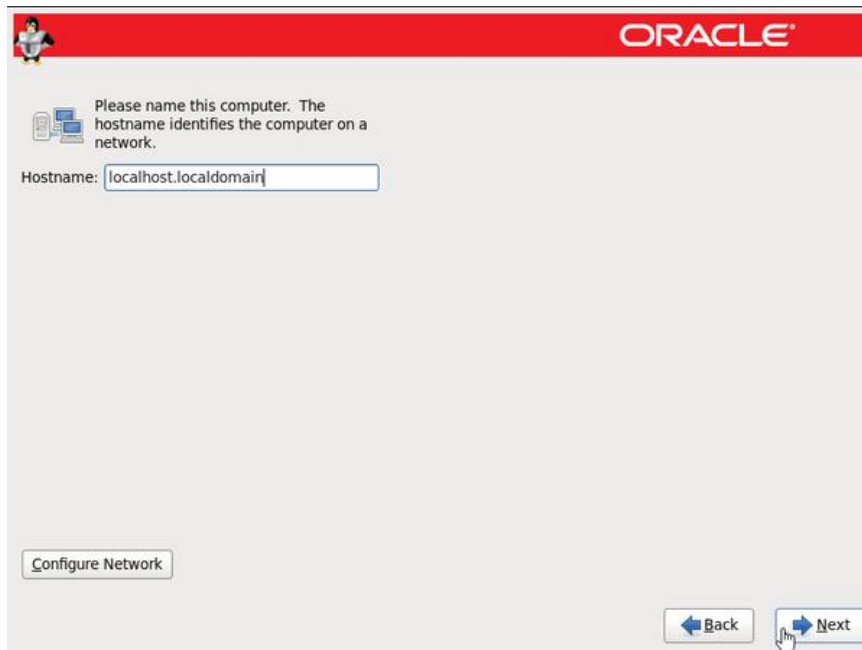 ORACLE®
Please name this computer. The
hostname identifies the computer on a
network.
Hostname: localhost.localdomain
Configure Network
Back
Next